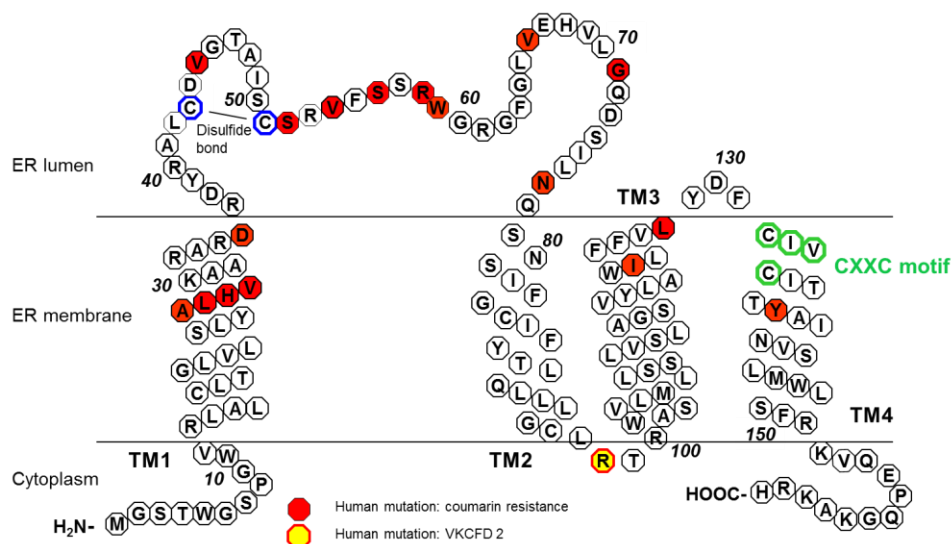 ER lumen
ER membrane
Cytoplasm
H₂N-
M G S T W G S P G W V
10
TM1
R L A L
C L T
G L V L
S L Y
A L H V
30
K A A
R A R D
R D Y R A L C D V G T A I S C S R V F S S R W G R G F G L V E H V L G Q D S I L N Q
40
50
60
70
Disulfide
bond
S N
80
S I F
G C I F
Y T L
Q L L L
G C L
TM2
R T R
100
W A S
V L M
L S S L
L V S L
A G S
V Y L A
W I L
F F V L
TM3
Y D F
130
C I V
C I T
CXXC motif
T Y A I
N V S
L M W L
S F R
150
TM4
K V Q E P Q G K A K R H
HOOC-
Human mutation: coumarin resistance
Human mutation: VKCFD 2